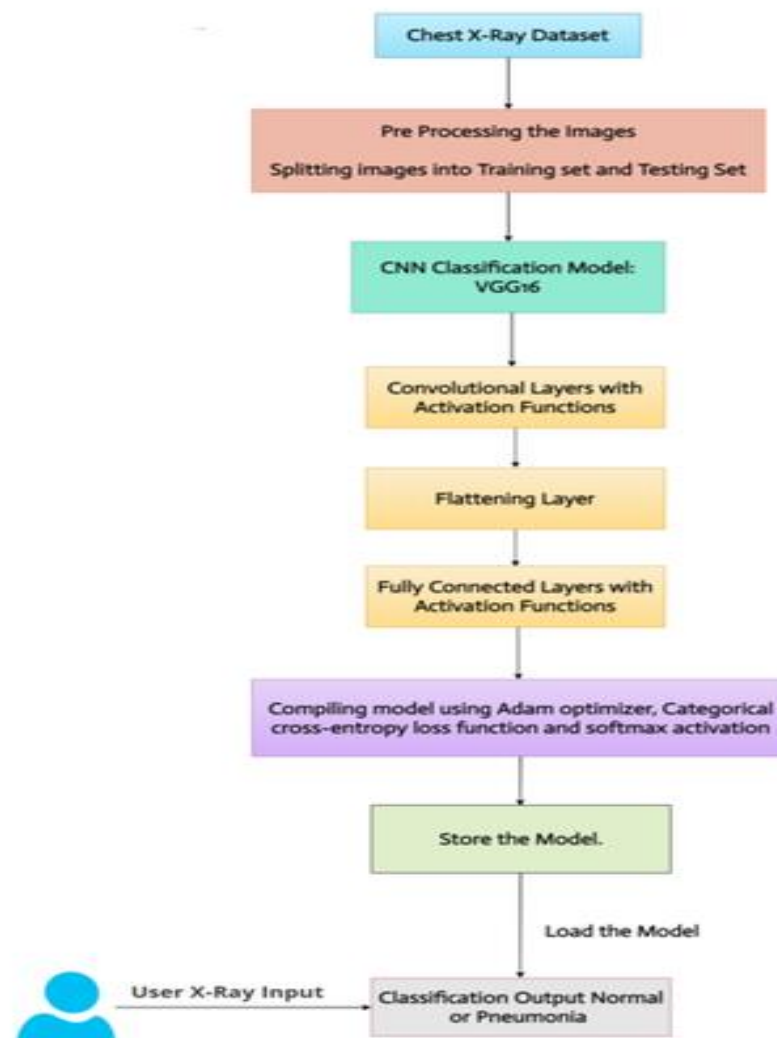 Chest X-Ray Dataset
Pre Processing the Images
Splitting images into Training set and Testing Set
CNN Classification Model:
VGG16
Convolutional Layers with
Activation Functions
Flattening Layer
Fully Connected Layers with
Activation Functions
Compiling model using Adam optimizer, Categorical
cross-entropy loss function and softmax activation
Store the Model.
Load the Model
User X-Ray Input
Classification Output Normal
or Pneumonia